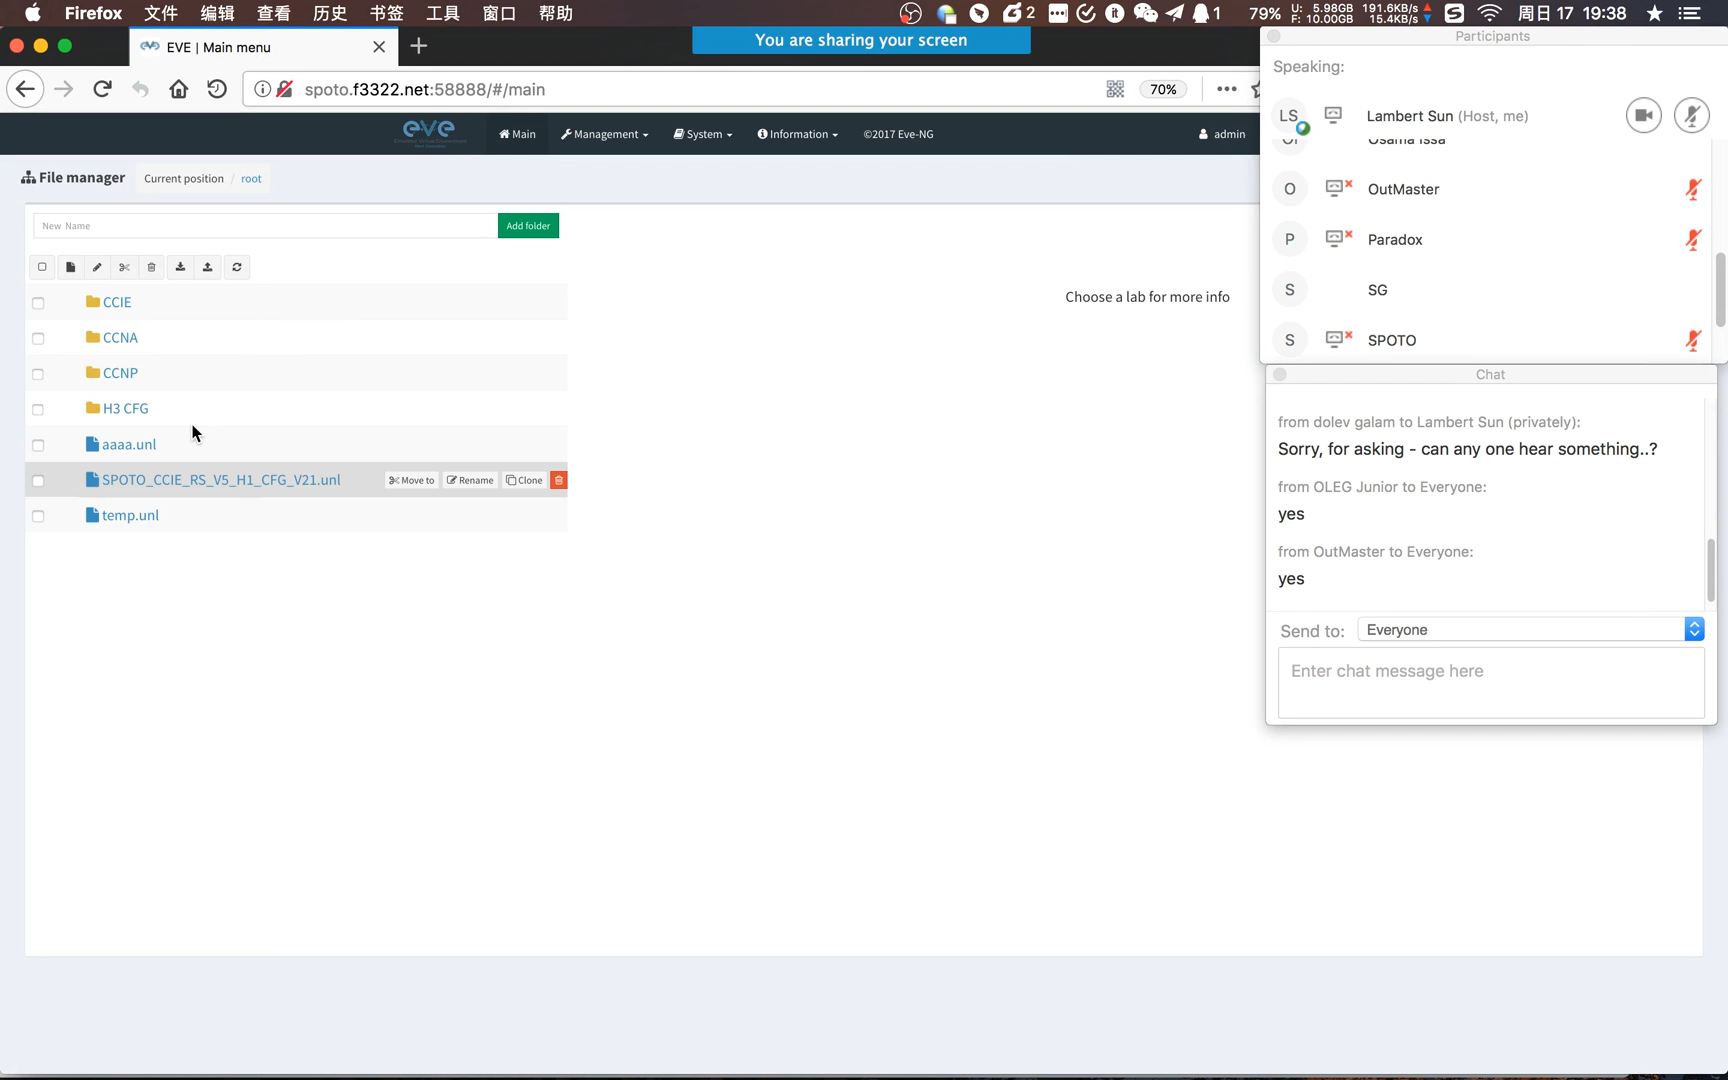 Firefox 文件 编辑 查看 历史 书签 工具 窗口 帮助
2 1 79% U: 5.98GB 191.6KB/s F: 10.00GB 15.4KB/s 周日 17 19:38
EVE | Main menu
You are sharing your screen
spoto.f3322.net:58888/#/main
70%
eve
Main Management System Information ©2017 Eve-NG admin
File manager Current position / root
New Name Add folder
CCIE
CCNA
CCNP
H3 CFG
aaaa.unl
SPOTO_CCIE_RS_V5_H1_CFG_V21.unl Move to Rename Clone
temp.unl
Choose a lab for more info
Participants
Speaking:
LS Lambert Sun (Host, me)
OI Osama Issa
O OutMaster
P Paradox
S SG
S SPOTO
Chat
from dolev galam to Lambert Sun (privately):
Sorry, for asking - can any one hear something..?
from OLEG Junior to Everyone:
yes
from OutMaster to Everyone:
yes
Send to: Everyone
Enter chat message here